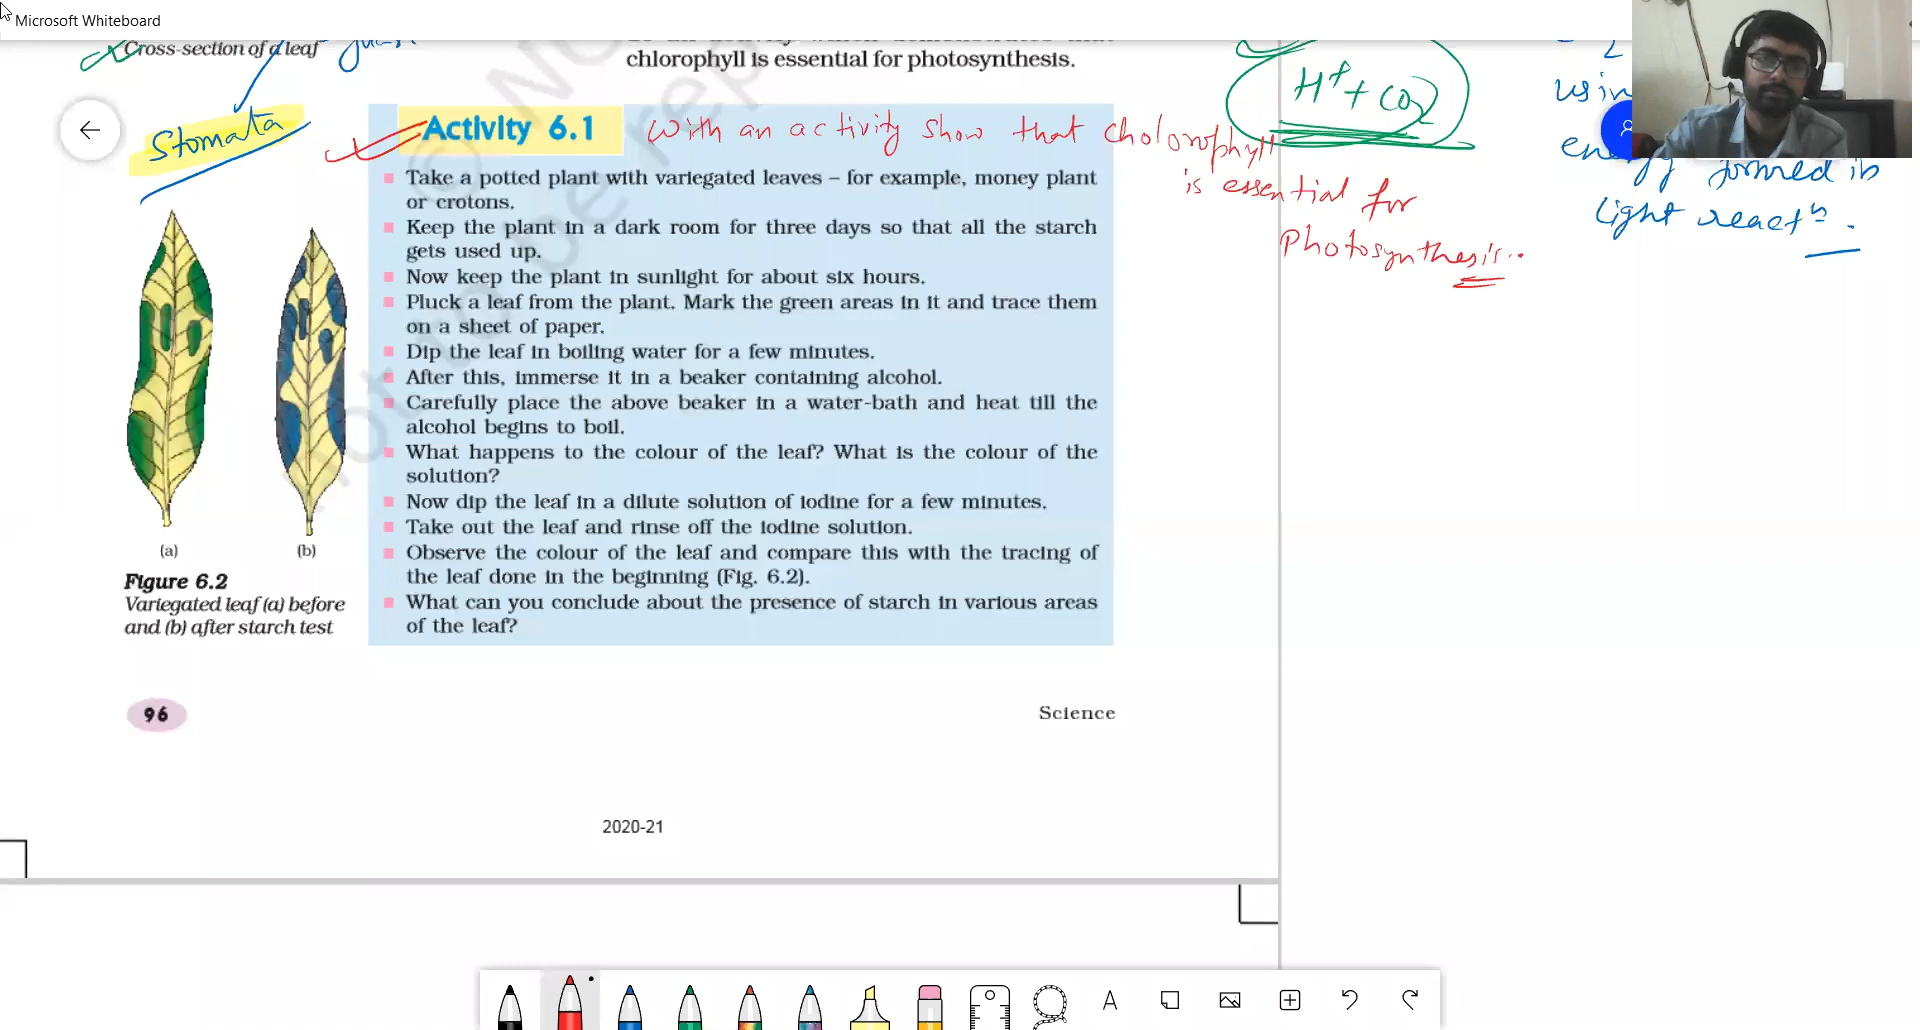 Microsoft Whiteboard
Cross-section of a leaf
chlorophyll is essential for photosynthesis.
H+ + CO2
usin
energy formed in
light reactn.
Stomata
Activity 6.1
With an activity show that cholorophyll
is essential for
Photosynthesis..
Take a potted plant with variegated leaves – for example, money plant
or crotons.
Keep the plant in a dark room for three days so that all the starch
gets used up.
Now keep the plant in sunlight for about six hours.
Pluck a leaf from the plant. Mark the green areas in it and trace them
on a sheet of paper.
Dip the leaf in boiling water for a few minutes.
After this, immerse it in a beaker containing alcohol.
Carefully place the above beaker in a water-bath and heat till the
alcohol begins to boil.
What happens to the colour of the leaf? What is the colour of the
solution?
Now dip the leaf in a dilute solution of iodine for a few minutes.
Take out the leaf and rinse off the iodine solution.
Observe the colour of the leaf and compare this with the tracing of
the leaf done in the beginning (Fig. 6.2).
What can you conclude about the presence of starch in various areas
of the leaf?
(a) (b)
Figure 6.2
Variegated leaf (a) before
and (b) after starch test
96
Science
2020-21